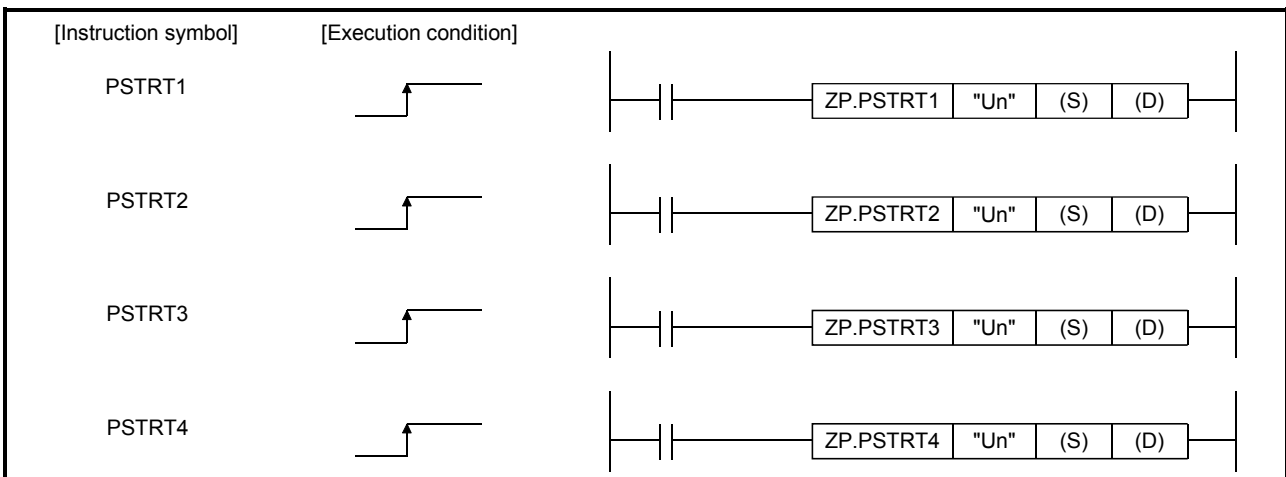 [Instruction symbol] [Execution condition]
PSTRT1 ZP.PSTRT1 "Un" (S) (D)
PSTRT2 ZP.PSTRT2 "Un" (S) (D)
PSTRT3 ZP.PSTRT3 "Un" (S) (D)
PSTRT4 ZP.PSTRT4 "Un" (S) (D)